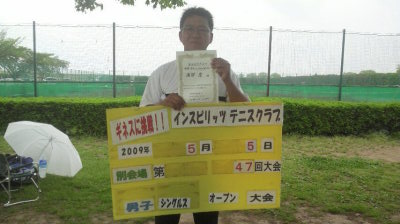 ギネスに挑戦!! インスピリッツ テニスクラブ
2009年 5月 5日
別会場 第 47回大会
男子 シングルス オープン 大会